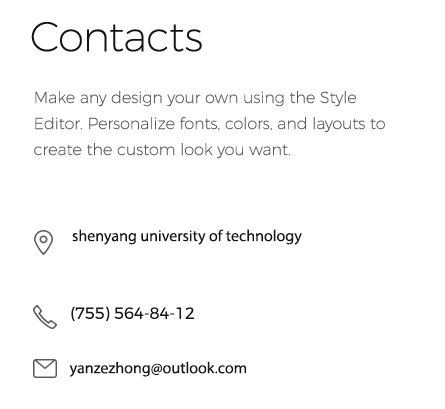 Contacts
Make any design your own using the Style
Editor. Personalize fonts, colors, and layouts to
create the custom look you want.
shenyang university of technology
(755) 564-84-12
yanzezhong@outlook.com